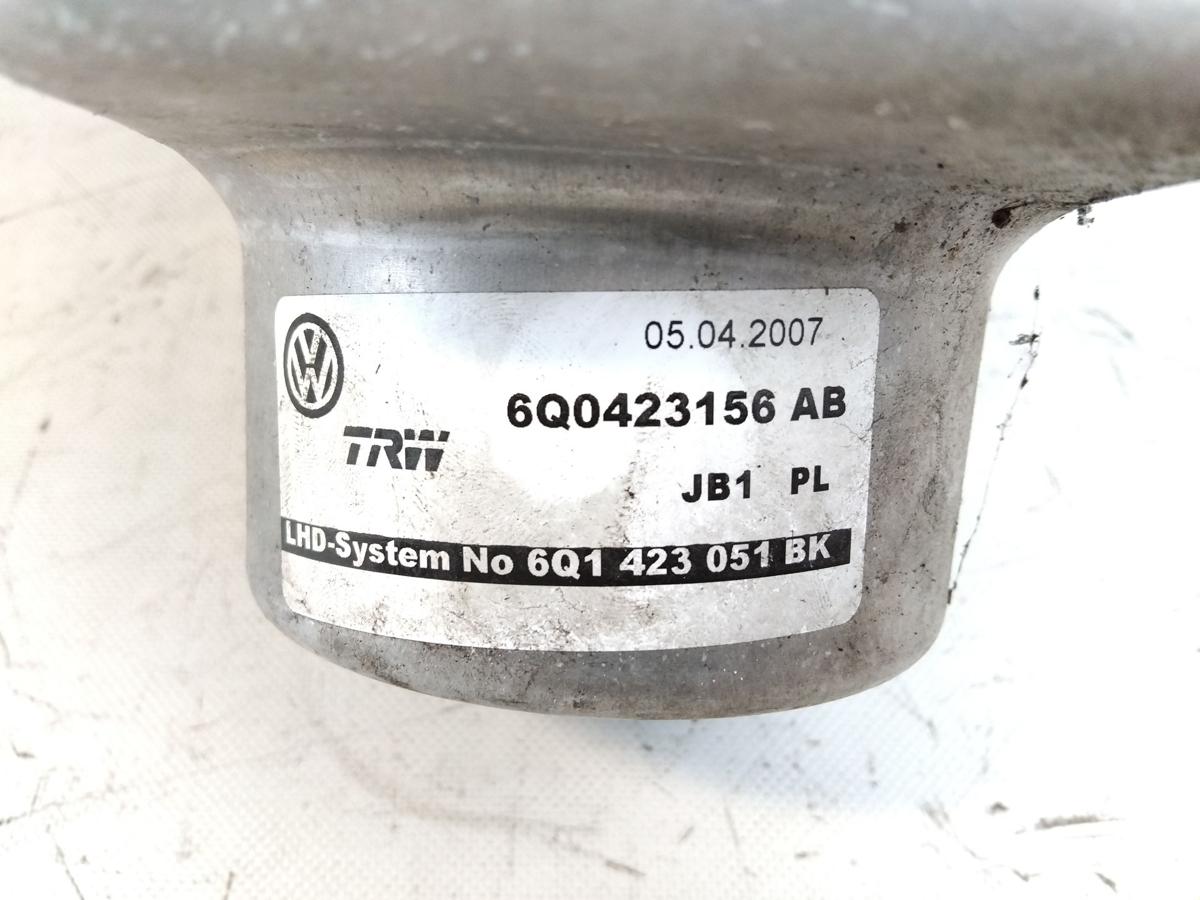 05.04.2007
6Q0423156 AB
TRW
JB1 PL
LHD-System No 6Q1 423 051 BK